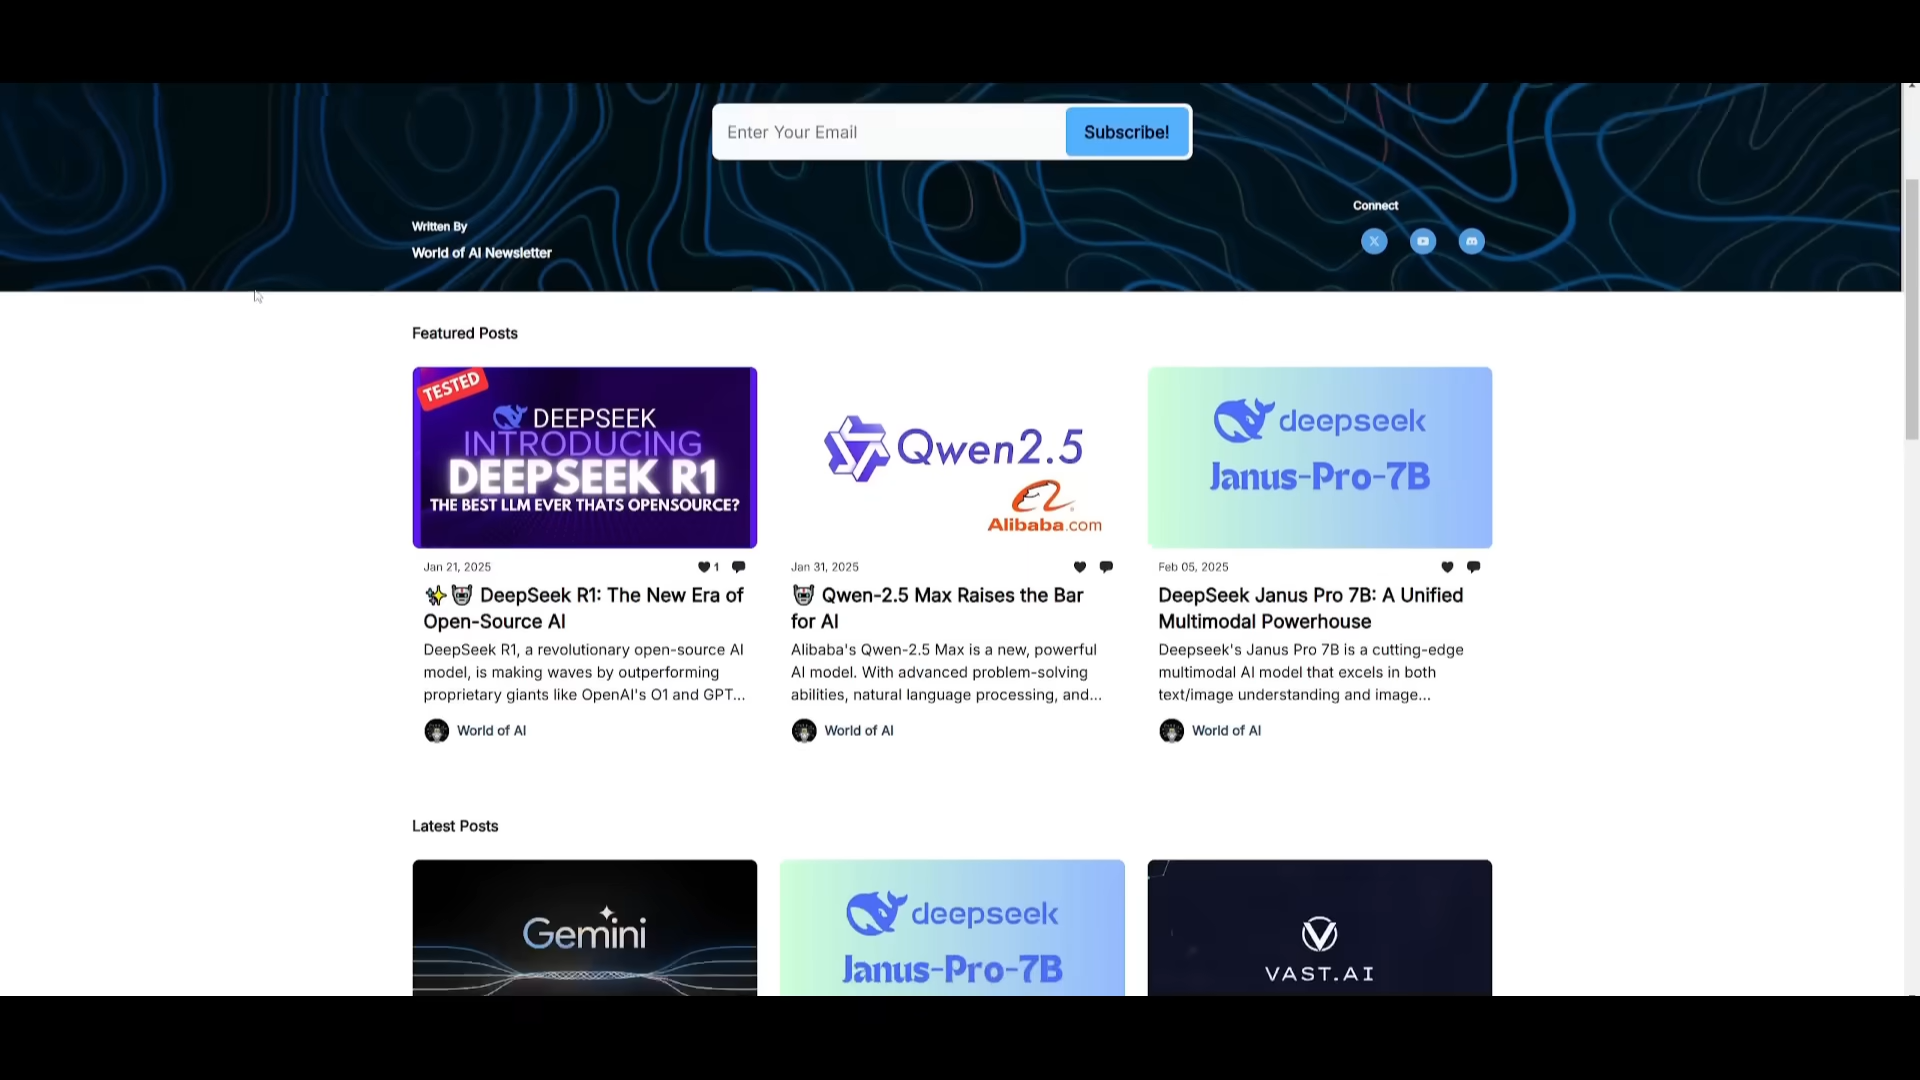 Enter Your Email
Subscribe!
Connect
Written By
World of AI Newsletter
Featured Posts
TESTED
DEEPSEEK
INTRODUCING
DEEPSEEK R1
THE BEST LLM EVER THATS OPENSOURCE?
Qwen2.5
Alibaba.com
deepseek
Janus-Pro-7B
Jan 21, 2025
1
DeepSeek R1: The New Era of
Open-Source AI
DeepSeek R1, a revolutionary open-source AI
model, is making waves by outperforming
proprietary giants like OpenAI's O1 and GPT...
World of AI
Jan 31, 2025
Qwen-2.5 Max Raises the Bar
for AI
Alibaba's Qwen-2.5 Max is a new, powerful
AI model. With advanced problem-solving
abilities, natural language processing, and...
World of AI
Feb 05, 2025
DeepSeek Janus Pro 7B: A Unified
Multimodal Powerhouse
Deepseek's Janus Pro 7B is a cutting-edge
multimodal AI model that excels in both
text/image understanding and image...
World of AI
Latest Posts
Gemini
deepseek
Janus-Pro-7B
VAST.AI